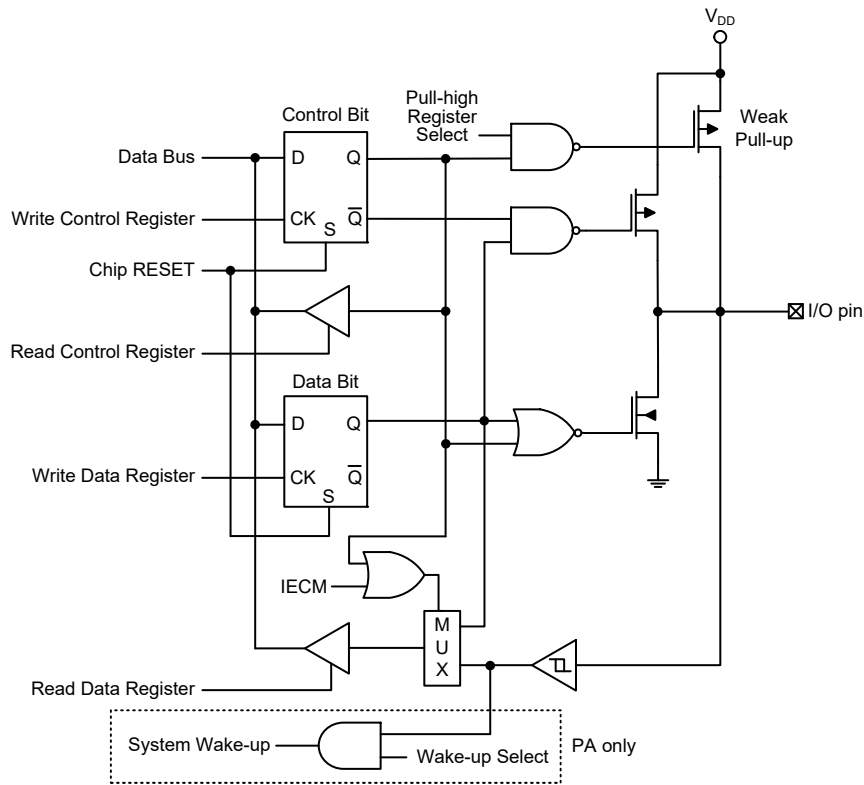 VDD
Pull-high
Register
Select
Weak
Pull-up
Control Bit
Data Bus
D
Q
Write Control Register
CK
Q
S
Chip RESET
I/O pin
Read Control Register
Data Bit
D
Q
Write Data Register
CK
Q
S
IECM
M
U
X
Read Data Register
System Wake-up
Wake-up Select
PA only